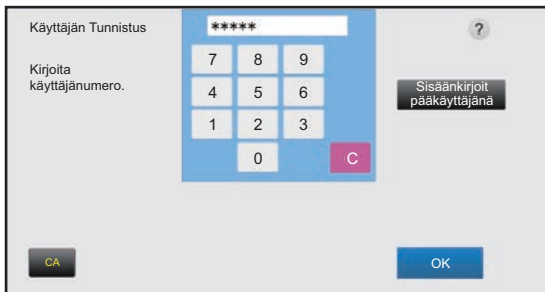 Käyttäjän Tunnistus
*****
?
Kirjoita
käyttäjänumero.
7 8 9
4 5 6
1 2 3
0 C
Sisäänkirjoit
pääkäyttäjänä
CA
OK